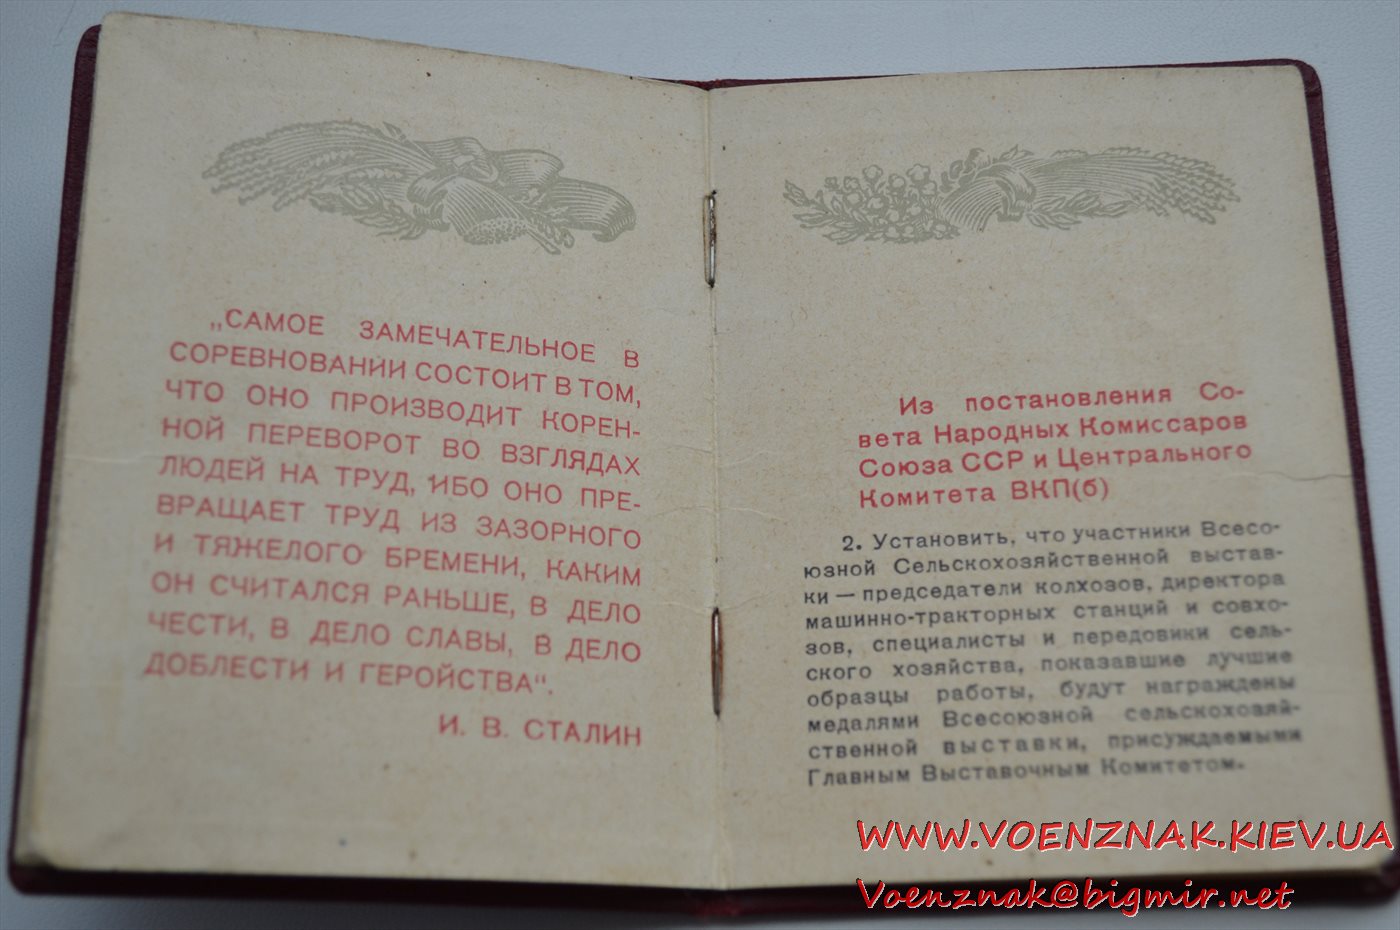 „САМОЕ ЗАМЕЧАТЕЛЬНОЕ В
СОРЕВНОВАНИИ СОСТОИТ В ТОМ,
ЧТО ОНО ПРОИЗВОДИТ КОРЕН-
НОЙ ПЕРЕВОРОТ ВО ВЗГЛЯДАХ
ЛЮДЕЙ НА ТРУД, ИБО ОНО ПРЕ-
ВРАЩАЕТ ТРУД ИЗ ЗАЗОРНОГО
И ТЯЖЕЛОГО БРЕМЕНИ, КАКИМ
ОН СЧИТАЛСЯ РАНЬШЕ, В ДЕЛО
ЧЕСТИ, В ДЕЛО СЛАВЫ, В ДЕЛО
ДОБЛЕСТИ И ГЕРОЙСТВА“.
И. В. СТАЛИН
Из постановления Со-
вета Народных Комиссаров
Союза ССР и Центрального
Комитета ВКП(б)
2. Установить, что участники Всесо-
юзной Сельскохозяйственной выстав-
ки — председатели колхозов, директора
машинно-тракторных станций и совхо-
зов, специалисты и передовики сель-
ского хозяйства, показавшие лучшие
образцы работы, будут награждены
медалями Всесоюзной сельскохозяй-
ственной выставки, присуждаемыми
Главным Выставочным Комитетом.
WWW.VOENZNAK.KIEV.UA
Voenznak@bigmir.net